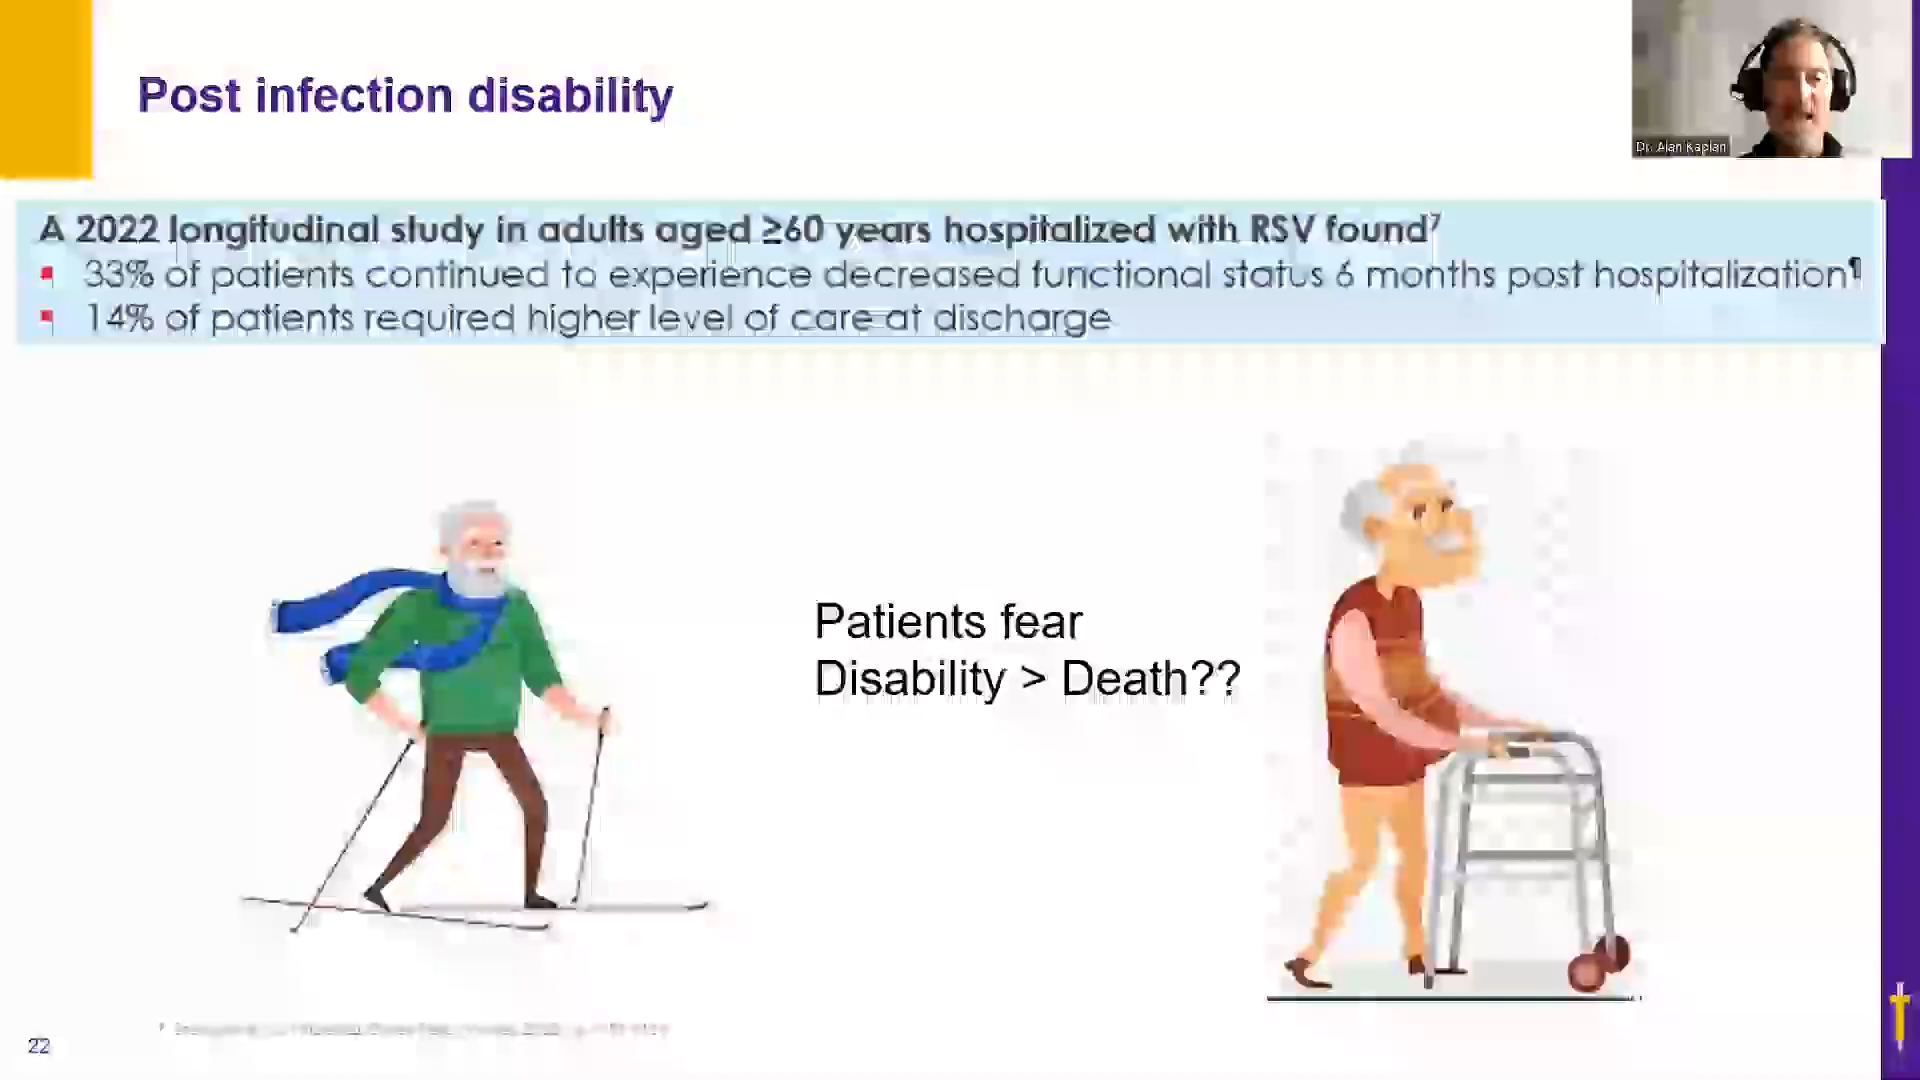 Post infection disability
Dr. Alan Kaplan
A 2022 longitudinal study in adults aged ≥60 years hospitalized with RSV found⁷
▪ 33% of patients continued to experience decreased functional status 6 months post hospitalization¶
▪ 14% of patients required higher level of care at discharge
Patients fear
Disability > Death??
22